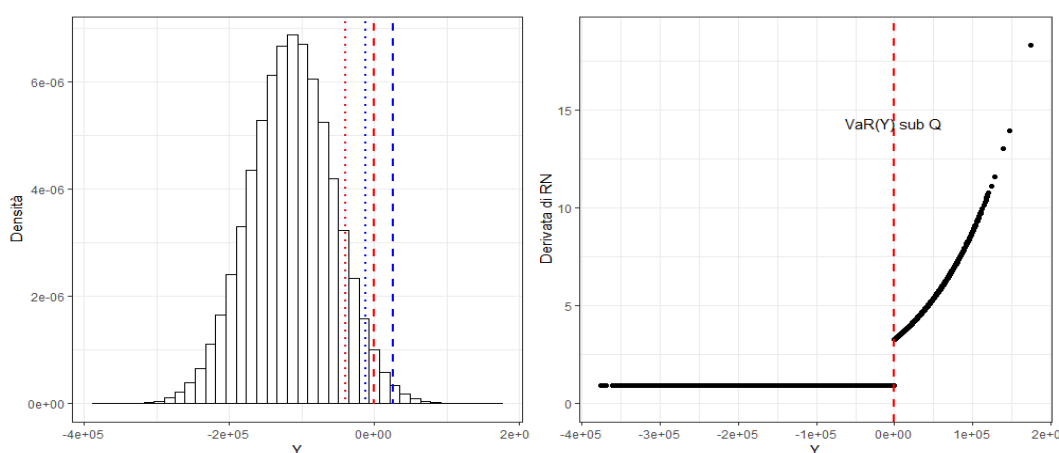 Densità
6e-06
4e-06
2e-06
0e+00
-4e+05
-2e+05
0e+00
2e+0
Y
Derivata di RN
15
10
5
0
VaR(Y) sub Q
-4e+05
-3e+05
-2e+05
-1e+05
0e+00
1e+05
2e+0
Y